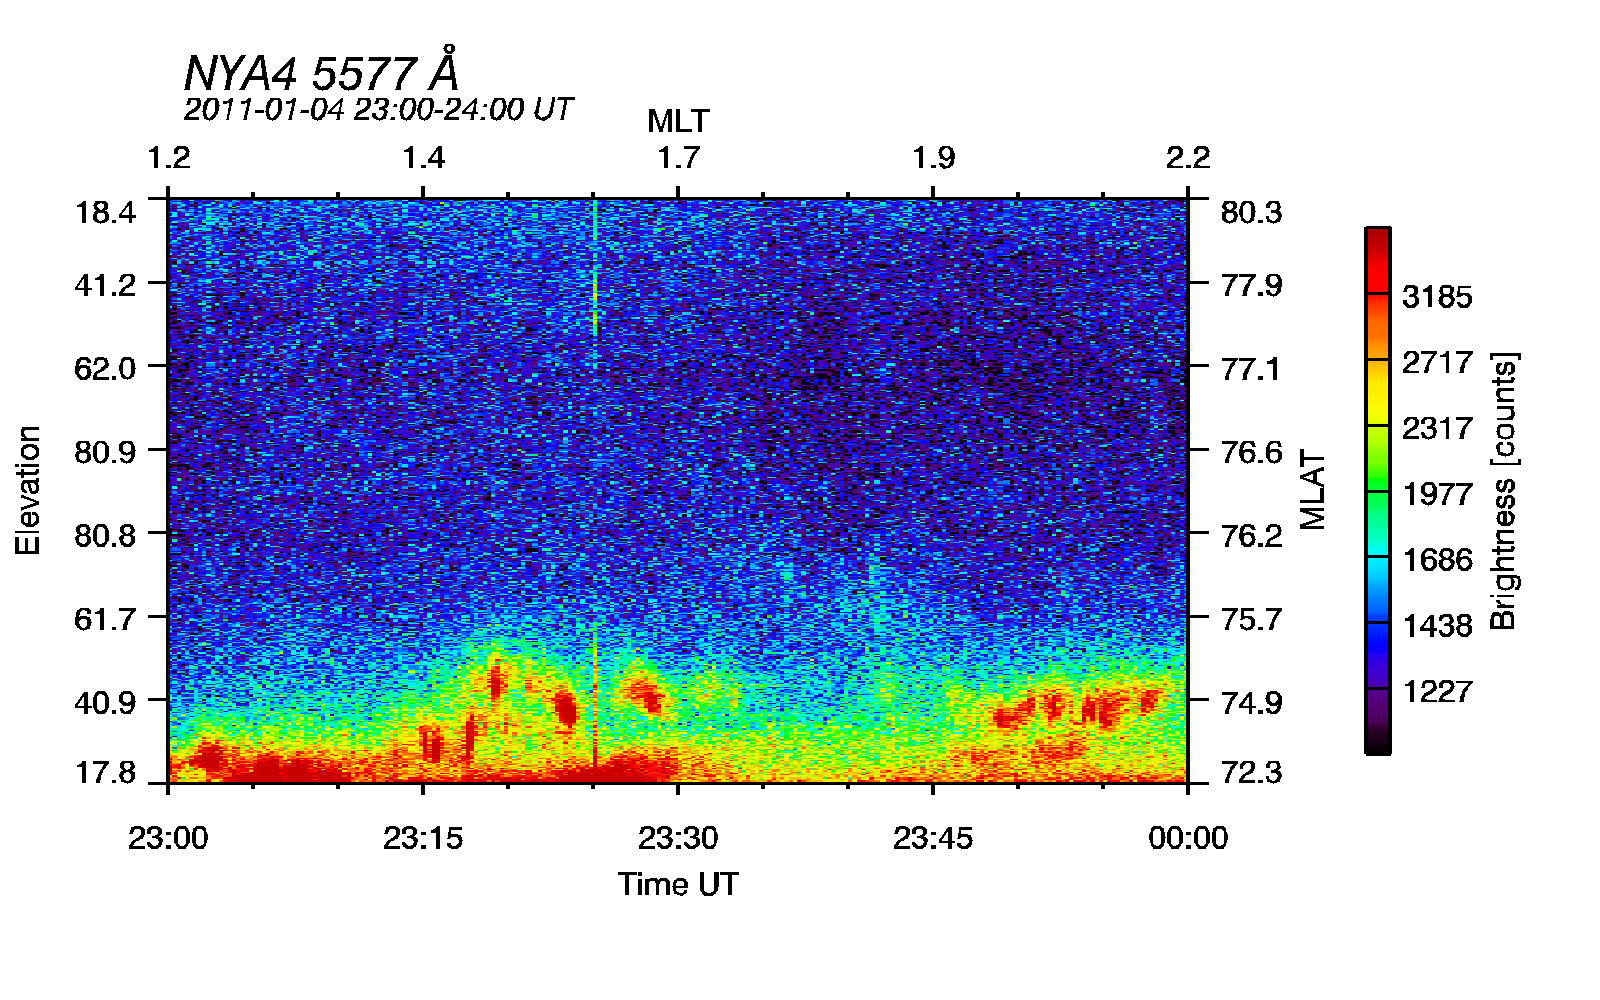 NYA4 5577 Å
2011-01-04 23:00-24:00 UT
MLT
1.2 1.4 1.7 1.9 2.2
18.4
41.2
62.0
80.9
80.8
61.7
40.9
17.8
Elevation
80.3
77.9
77.1
76.6
76.2
75.7
74.9
72.3
MLAT
3185
2717
2317
1977
1686
1438
1227
Brightness [counts]
23:00 23:15 23:30 23:45 00:00
Time UT